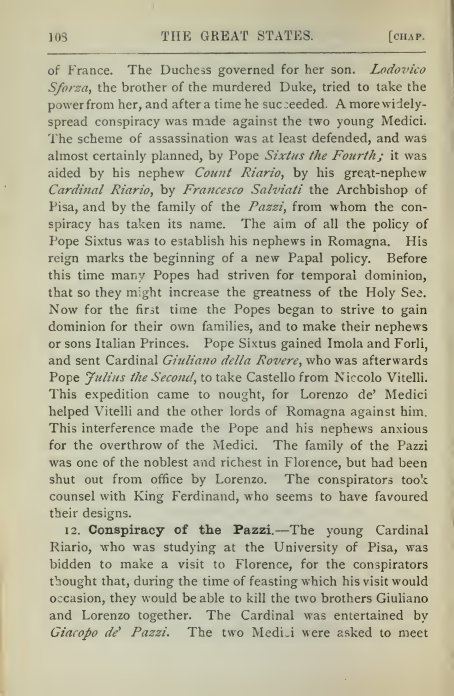 108 THE GREAT STATES. [CHAP.
of France. The Duchess governed for her son. Lodovico
Sforza, the brother of the murdered Duke, tried to take the
power from her, and after a time he succeeded. A more widely-
spread conspiracy was made against the two young Medici.
The scheme of assassination was at least defended, and was
almost certainly planned, by Pope Sixtus the Fourth; it was
aided by his nephew Count Riario, by his great-nephew
Cardinal Riario, by Francesco Salviati the Archbishop of
Pisa, and by the family of the Pazzi, from whom the con-
spiracy has taken its name. The aim of all the policy of
Pope Sixtus was to establish his nephews in Romagna. His
reign marks the beginning of a new Papal policy. Before
this time many Popes had striven for temporal dominion,
that so they might increase the greatness of the Holy See.
Now for the first time the Popes began to strive to gain
dominion for their own families, and to make their nephews
or sons Italian Princes. Pope Sixtus gained Imola and Forli,
and sent Cardinal Giuliano della Rovere, who was afterwards
Pope Julius the Second, to take Castello from Niccolo Vitelli.
This expedition came to nought, for Lorenzo de' Medici
helped Vitelli and the other lords of Romagna against him.
This interference made the Pope and his nephews anxious
for the overthrow of the Medici. The family of the Pazzi
was one of the noblest and richest in Florence, but had been
shut out from office by Lorenzo. The conspirators took
counsel with King Ferdinand, who seems to have favoured
their designs.
12. Conspiracy of the Pazzi.—The young Cardinal
Riario, who was studying at the University of Pisa, was
bidden to make a visit to Florence, for the conspirators
thought that, during the time of feasting which his visit would
occasion, they would be able to kill the two brothers Giuliano
and Lorenzo together. The Cardinal was entertained by
Giacopo de' Pazzi. The two Medici were asked to meet